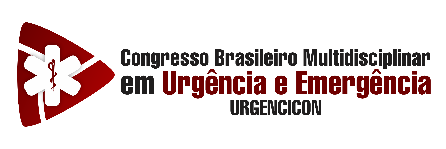 Congresso Brasileiro Multidisciplinar
em Urgência e Emergência
URGENCICON